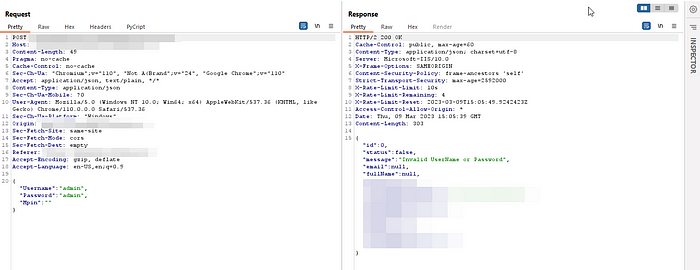 Request
Pretty Raw Hex Headers PyCript
\n
1 POST
2 Host:
3 Content-Length: 49
4 Pragma: no-cache
5 Cache-Control: no-cache
6 Sec-Ch-Ua: "Chromium";v="110", "Not A(Brand";v="24", "Google Chrome";v="110"
7 Accept: application/json, text/plain, */*
8 Content-Type: application/json
9 Sec-Ch-Ua-Mobile: ?0
10 User-Agent: Mozilla/5.0 (Windows NT 10.0; Win64; x64) AppleWebKit/537.36 (KHTML, like
Gecko) Chrome/110.0.0.0 Safari/537.36
11 Sec-Ch-Ua-Platform: "Windows"
12 Origin:
13 Sec-Fetch-Site: same-site
14 Sec-Fetch-Mode: cors
15 Sec-Fetch-Dest: empty
16 Referer:
17 Accept-Encoding: gzip, deflate
18 Accept-Language: en-US,en;q=0.9
19
20 {
"Username":"admin",
"Password":"admin",
"Mpin":""
}
Response
Pretty Raw Hex Render
\n
1 HTTP/2 200 OK
2 Cache-Control: public, max-age=60
3 Content-Type: application/json; charset=utf-8
4 Server: Microsoft-IIS/10.0
5 X-Frame-Options: SAMEORIGIN
6 Content-Security-Policy: frame-ancestors 'self'
7 Strict-Transport-Security: max-age=2592000
8 X-Rate-Limit-Limit: 10s
9 X-Rate-Limit-Remaining: 4
10 X-Rate-Limit-Reset:
11 Access-Control-Allow-Origin: *
12 Date: Thu, 09 Mar 2023 15:05:39 GMT
13 Content-Length: 303
14
15 {
"id":0,
"status":false,
"message":"Invalid UserName or Password",
"email":null,
"fullName":null,
}
INSPECTOR